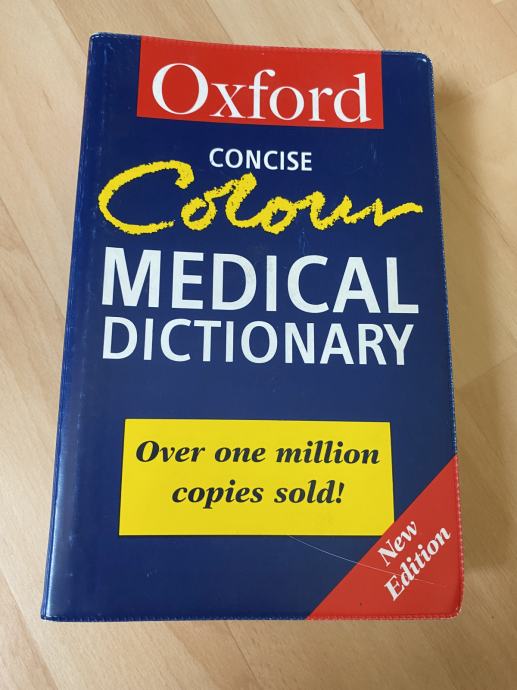 Oxford
CONCISE
Colour
MEDICAL
DICTIONARY
Over one million
copies sold!
New
Edition